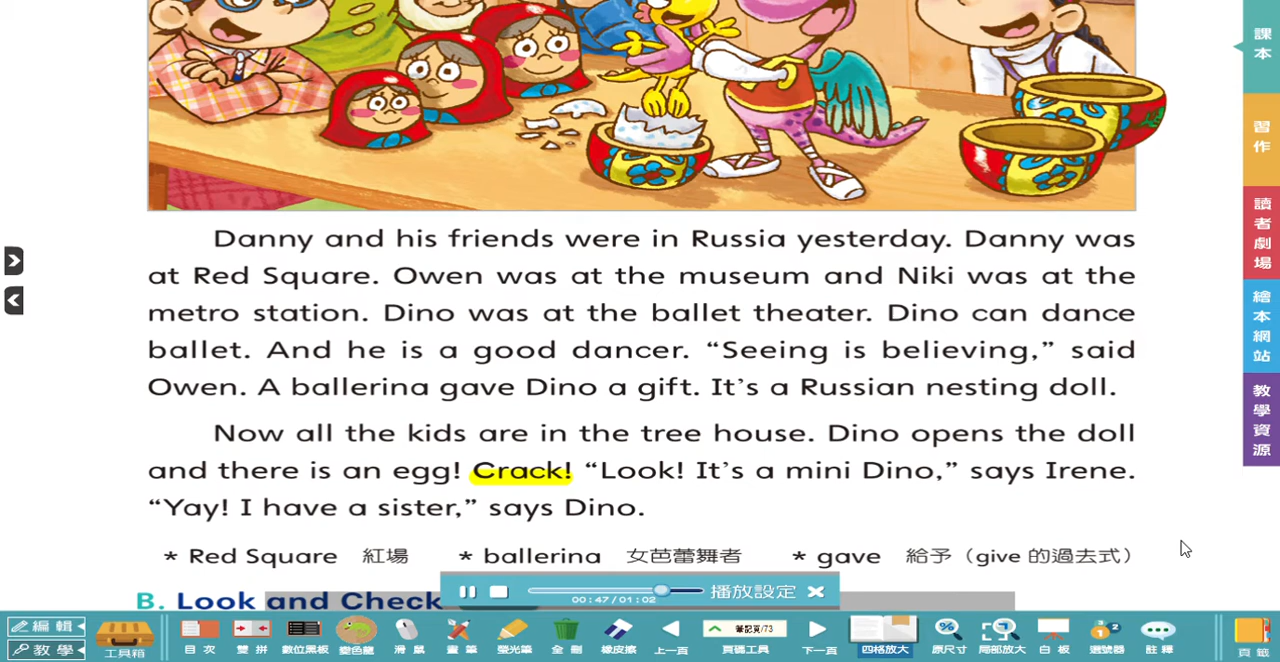 Danny and his friends were in Russia yesterday. Danny was
at Red Square. Owen was at the museum and Niki was at the
metro station. Dino was at the ballet theater. Dino can dance
ballet. And he is a good dancer. “Seeing is believing,” said
Owen. A ballerina gave Dino a gift. It’s a Russian nesting doll.
Now all the kids are in the tree house. Dino opens the doll
and there is an egg! Crack! “Look! It’s a mini Dino,” says Irene.
“Yay! I have a sister,” says Dino.
* Red Square 紅場 * ballerina 女芭蕾舞者 * gave 給予（give 的過去式）
B. Look and Check
00:47/01:02 播放設定
課本
習作
讀者劇場
繪本網站
教學資源
編輯
教學
工具箱 目次 雙拼 數位黑板 變色龍 滑鼠 畫筆 螢光筆 全刪 橡皮擦 上一頁 筆記頁/73 頁碼工具 下一頁 四格放大 原尺寸 局部放大 白板 選號器 註釋 頁籤